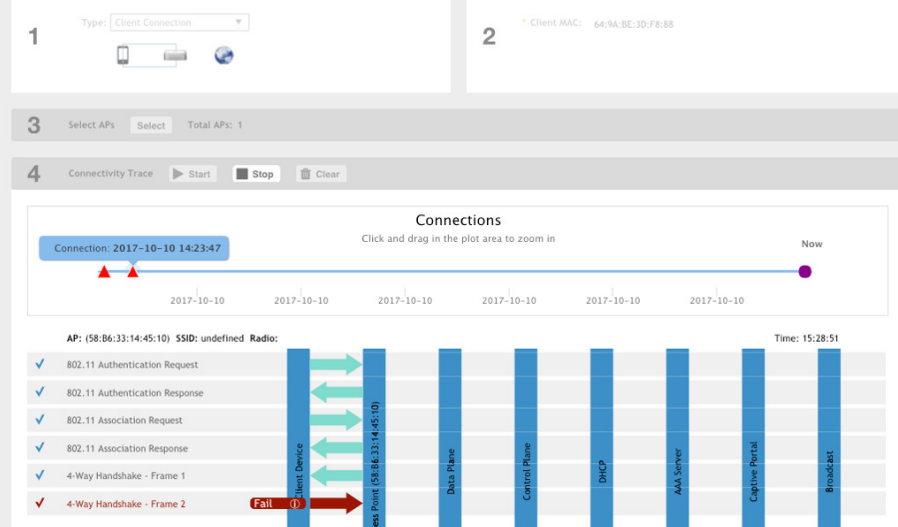 1
Type: Client Connection
2
* Client MAC: 64:9A:BE:3D:F8:88
3 Select APs Select Total APs: 1
4 Connectivity Trace Start Stop Clear
Connections
Click and drag in the plot area to zoom in
Connection: 2017-10-10 14:23:47
Now
2017-10-10 2017-10-10 2017-10-10 2017-10-10 2017-10-10 2017-10-10
AP: (58:B6:33:14:45:10) SSID: undefined Radio:
Time: 15:28:51
802.11 Authentication Request
802.11 Authentication Response
802.11 Association Request
802.11 Association Response
4-Way Handshake - Frame 1
4-Way Handshake - Frame 2 Fail
Client Device
ess Point (58:B6:33:14:45:10)
Data Plane
Control Plane
DHCP
AAA Server
Captive Portal
Broadcast